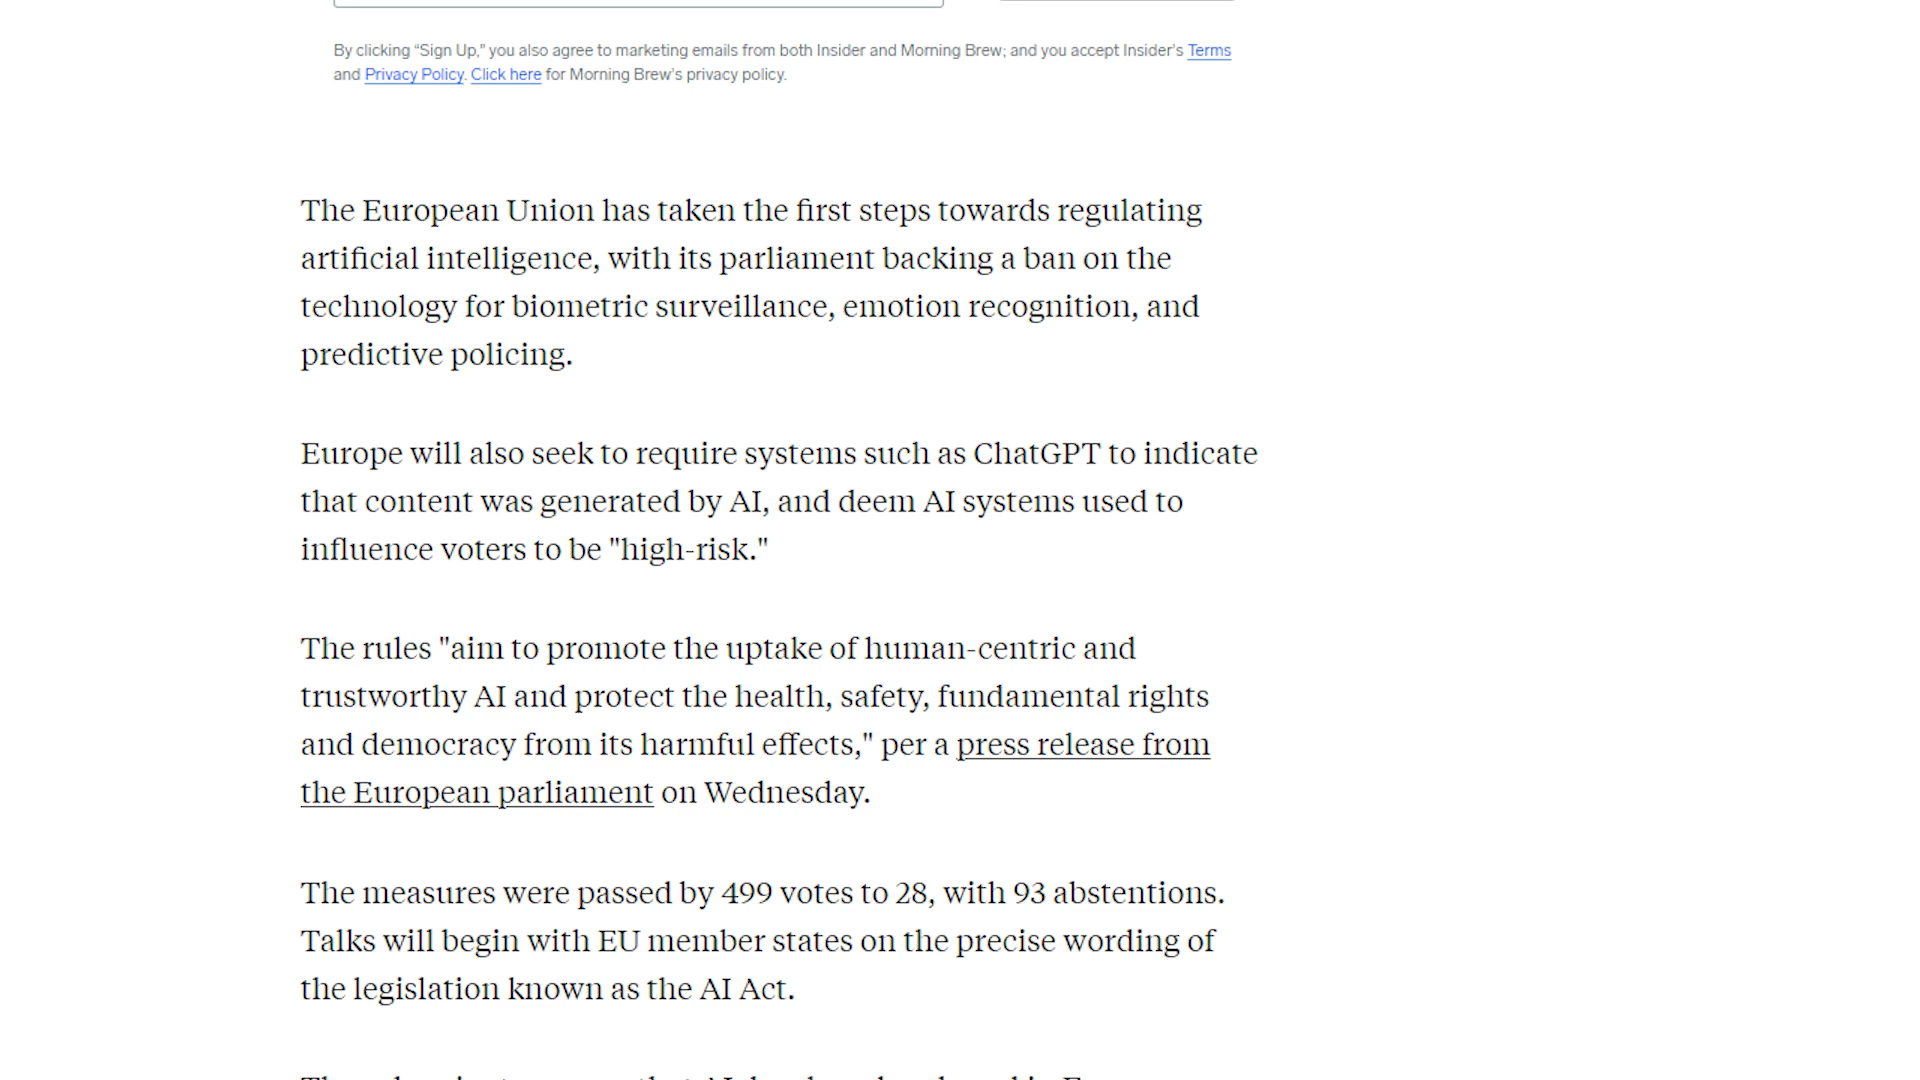 By clicking “Sign Up,” you also agree to marketing emails from both Insider and Morning Brew; and you accept Insider’s Terms
and Privacy Policy. Click here for Morning Brew’s privacy policy.
The European Union has taken the first steps towards regulating
artificial intelligence, with its parliament backing a ban on the
technology for biometric surveillance, emotion recognition, and
predictive policing.
Europe will also seek to require systems such as ChatGPT to indicate
that content was generated by AI, and deem AI systems used to
influence voters to be "high-risk."
The rules "aim to promote the uptake of human-centric and
trustworthy AI and protect the health, safety, fundamental rights
and democracy from its harmful effects," per a press release from
the European parliament on Wednesday.
The measures were passed by 499 votes to 28, with 93 abstentions.
Talks will begin with EU member states on the precise wording of
the legislation known as the AI Act.